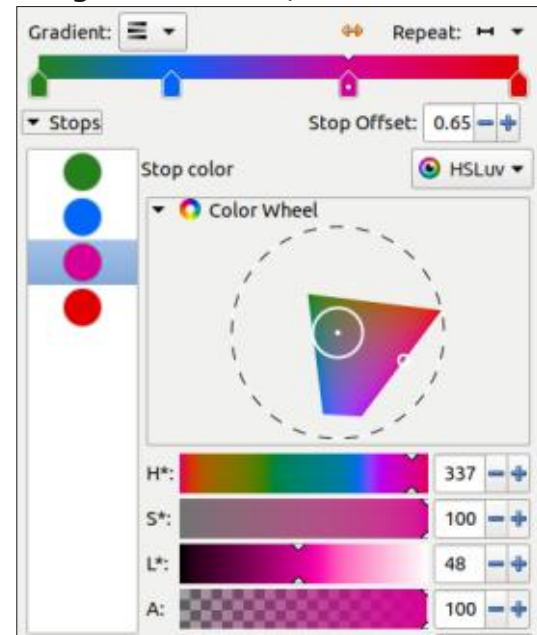 Gradient: Repeat:
Stops Stop Offset: 0.65
Stop color HSLuv
Color Wheel
H*: 337
S*: 100
L*: 48
A: 100